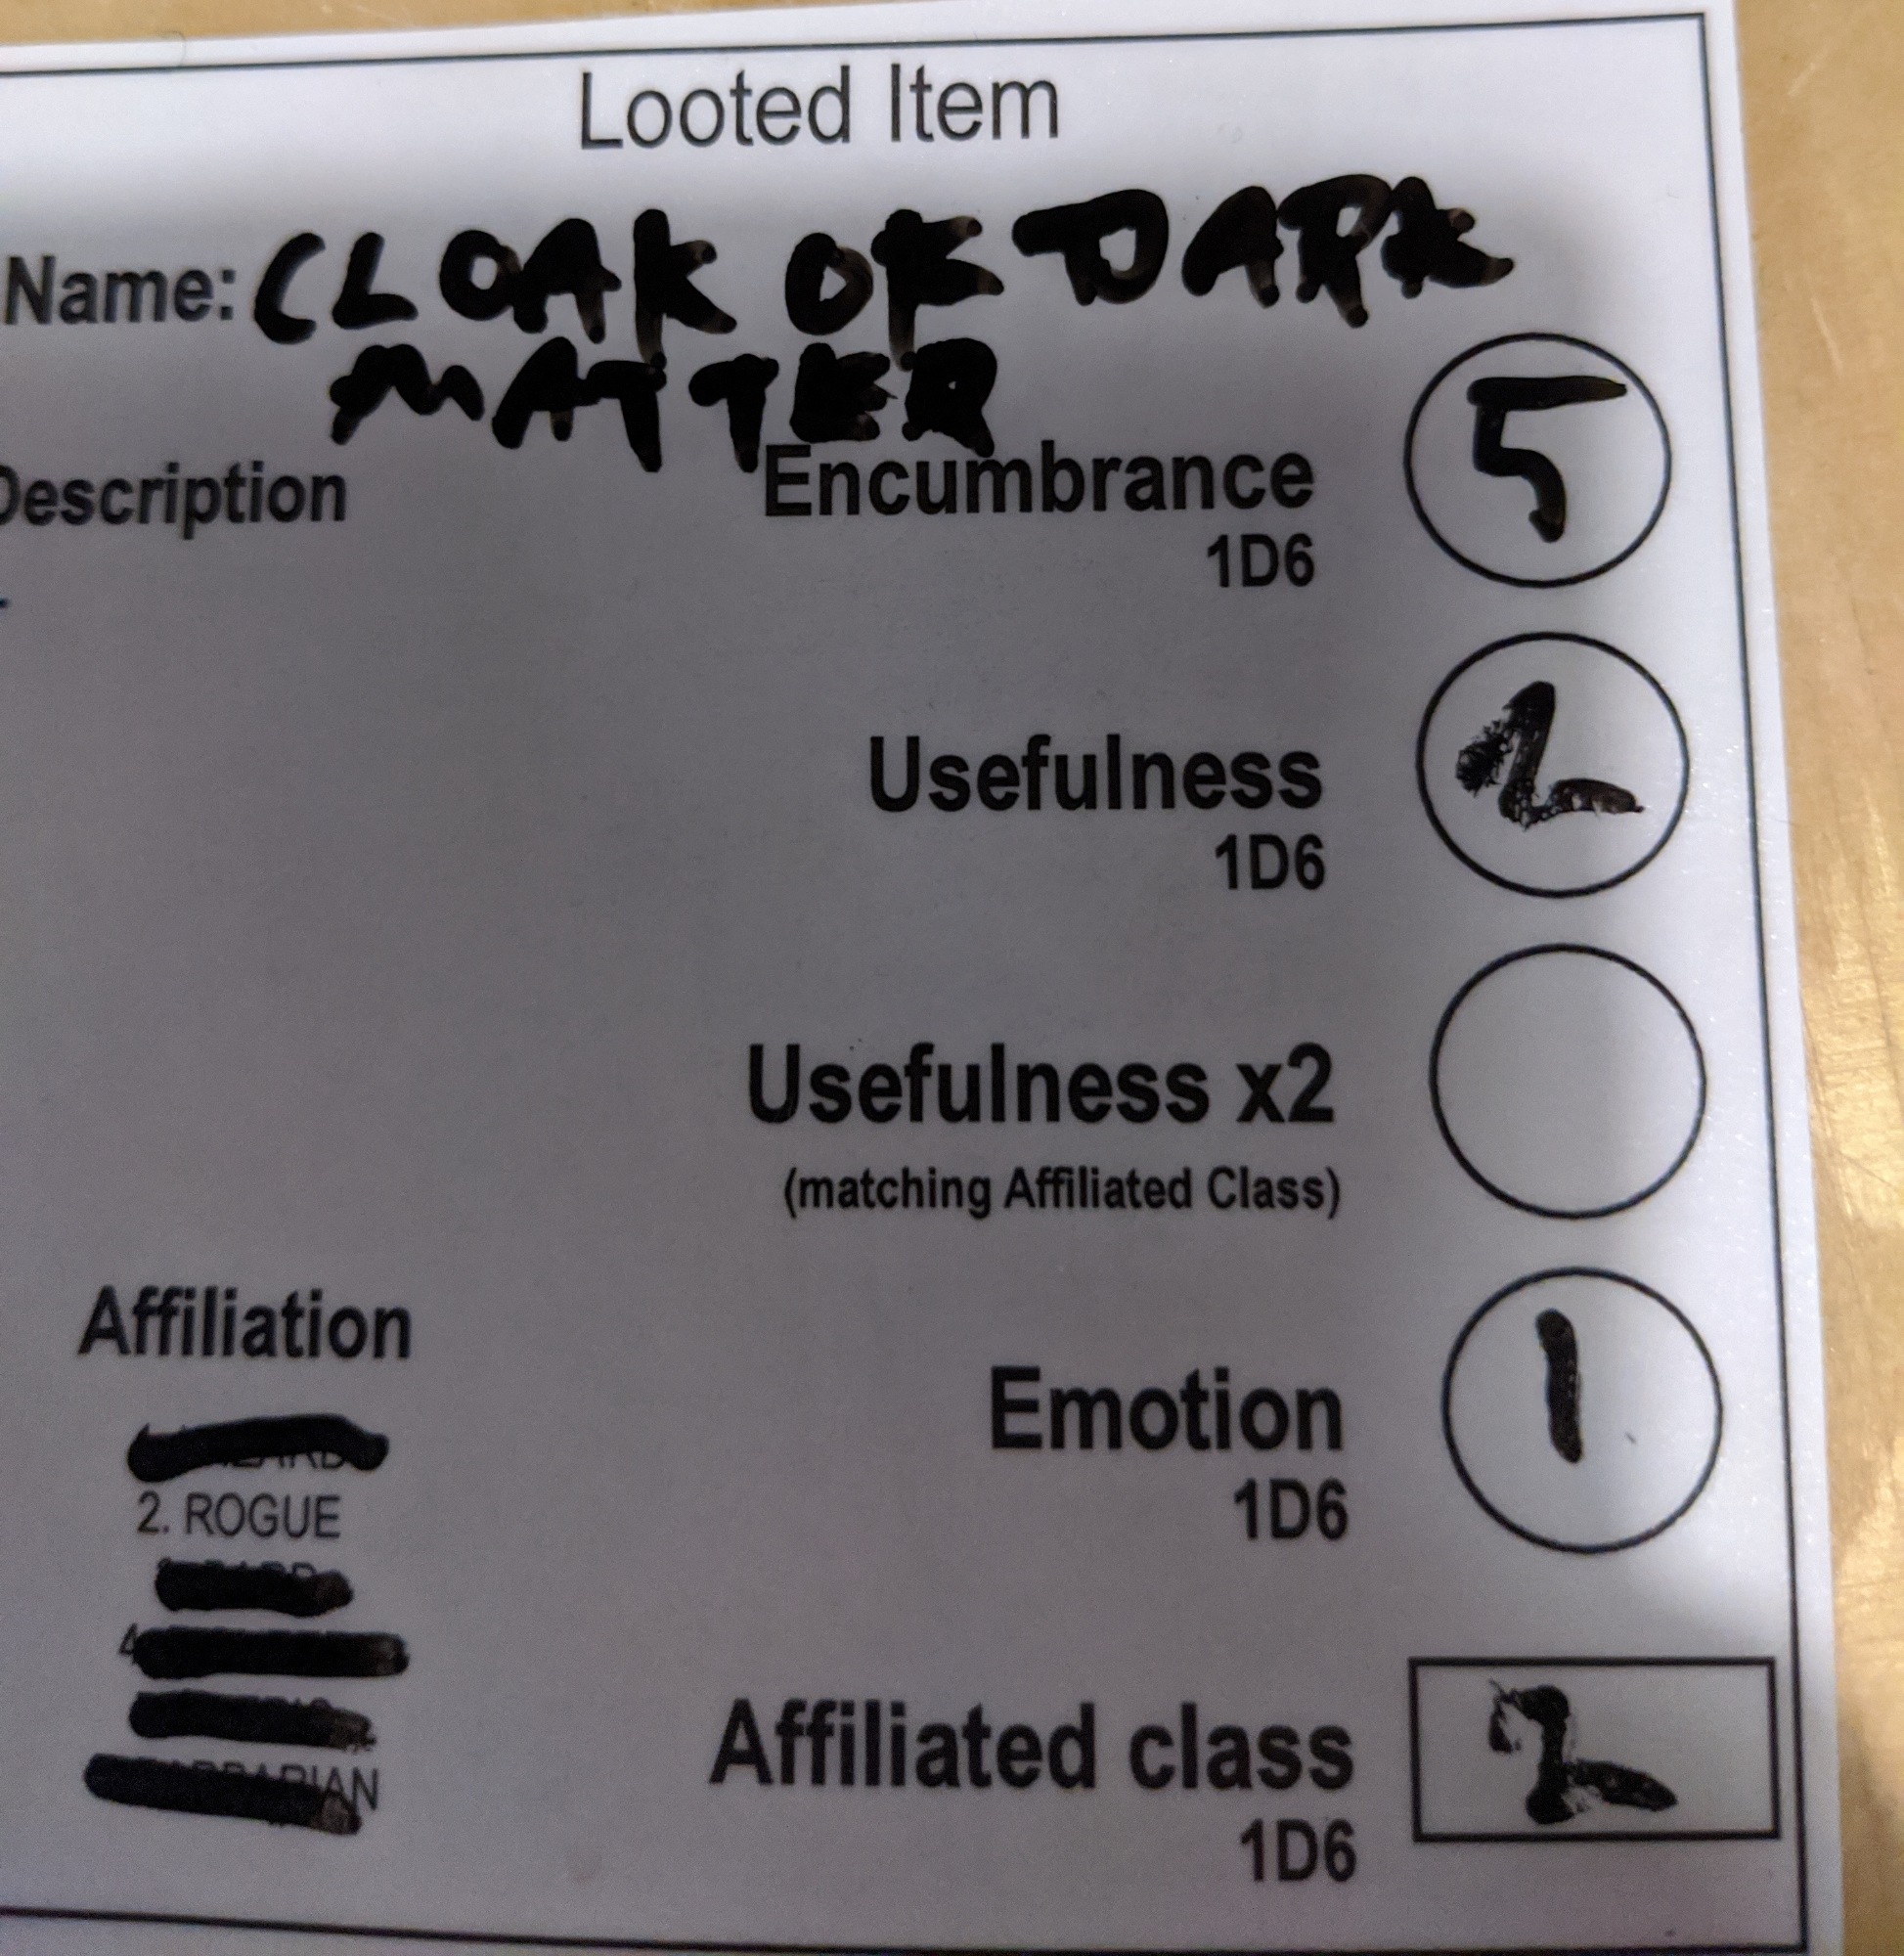 Looted Item
Name: CLOAK OF DARK
MATTER
Description
Encumbrance 5
1D6
Usefulness 2
1D6
Usefulness x2
(matching Affiliated Class)
Affiliation
Emotion 1
1D6
2. ROGUE
4
Affiliated class 2
1D6